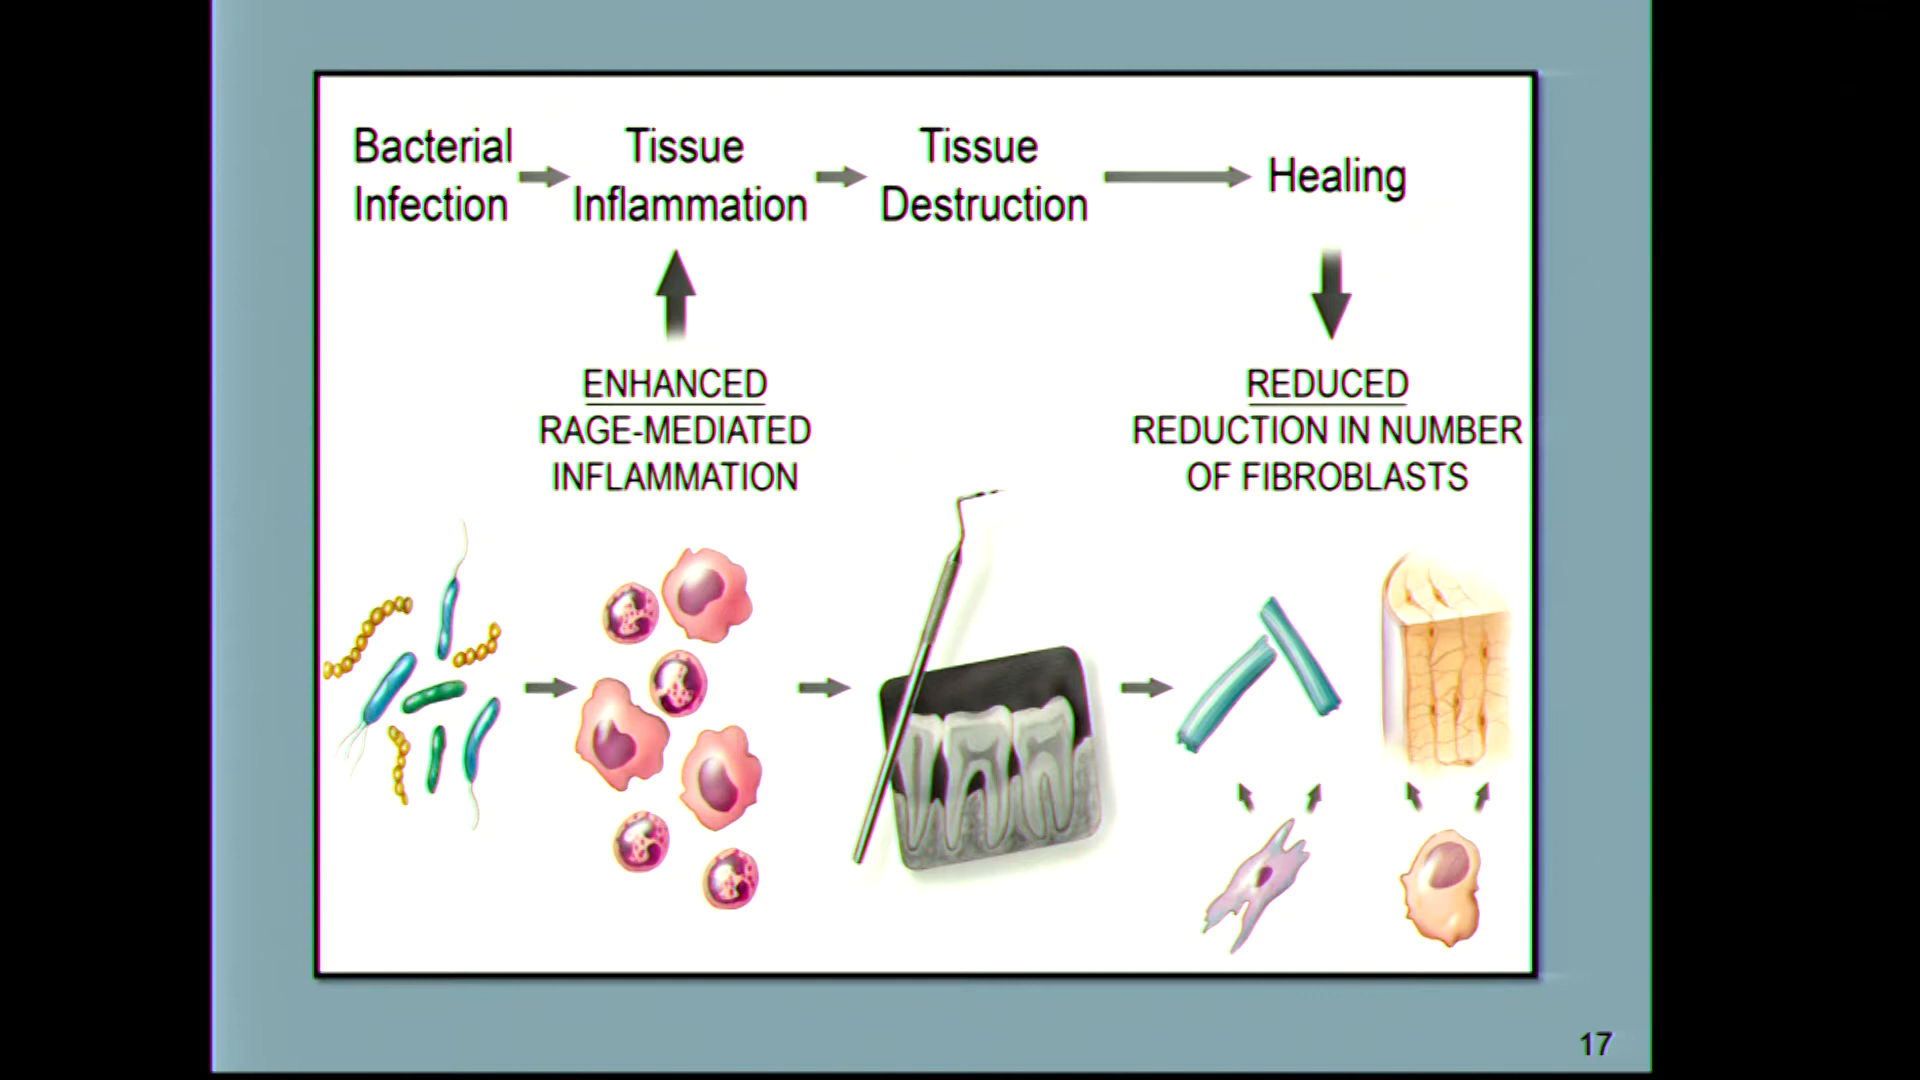 Bacterial
Infection
Tissue
Inflammation
Tissue
Destruction
Healing
ENHANCED
RAGE-MEDIATED
INFLAMMATION
REDUCED
REDUCTION IN NUMBER
OF FIBROBLASTS
17